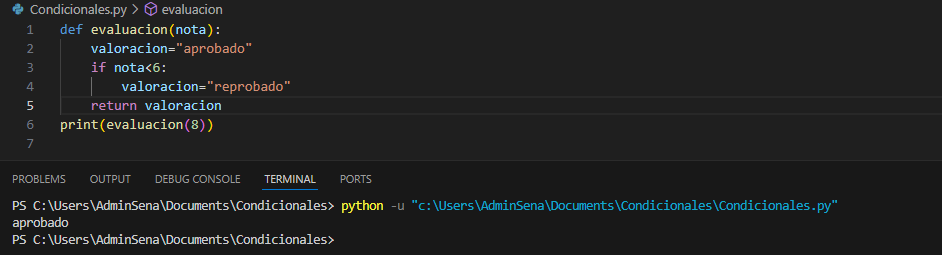 Condicionales.py > evaluacion
1 def evaluacion(nota):
2     valoracion="aprobado"
3     if nota<6:
4         valoracion="reprobado"
5     return valoracion
6 print(evaluacion(8))
7
PROBLEMS OUTPUT DEBUG CONSOLE TERMINAL PORTS
PS C:\Users\AdminSena\Documents\Condicionales> python -u "c:\Users\AdminSena\Documents\Condicionales\Condicionales.py"
aprobado
PS C:\Users\AdminSena\Documents\Condicionales>